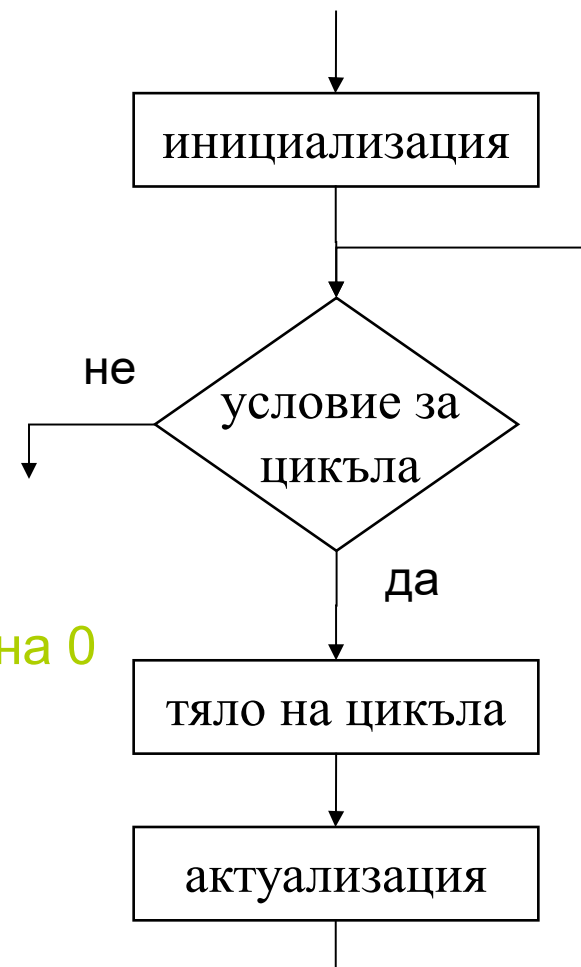 инициализация
не
условие за
цикъла
да
на 0
тяло на цикъла
актуализация